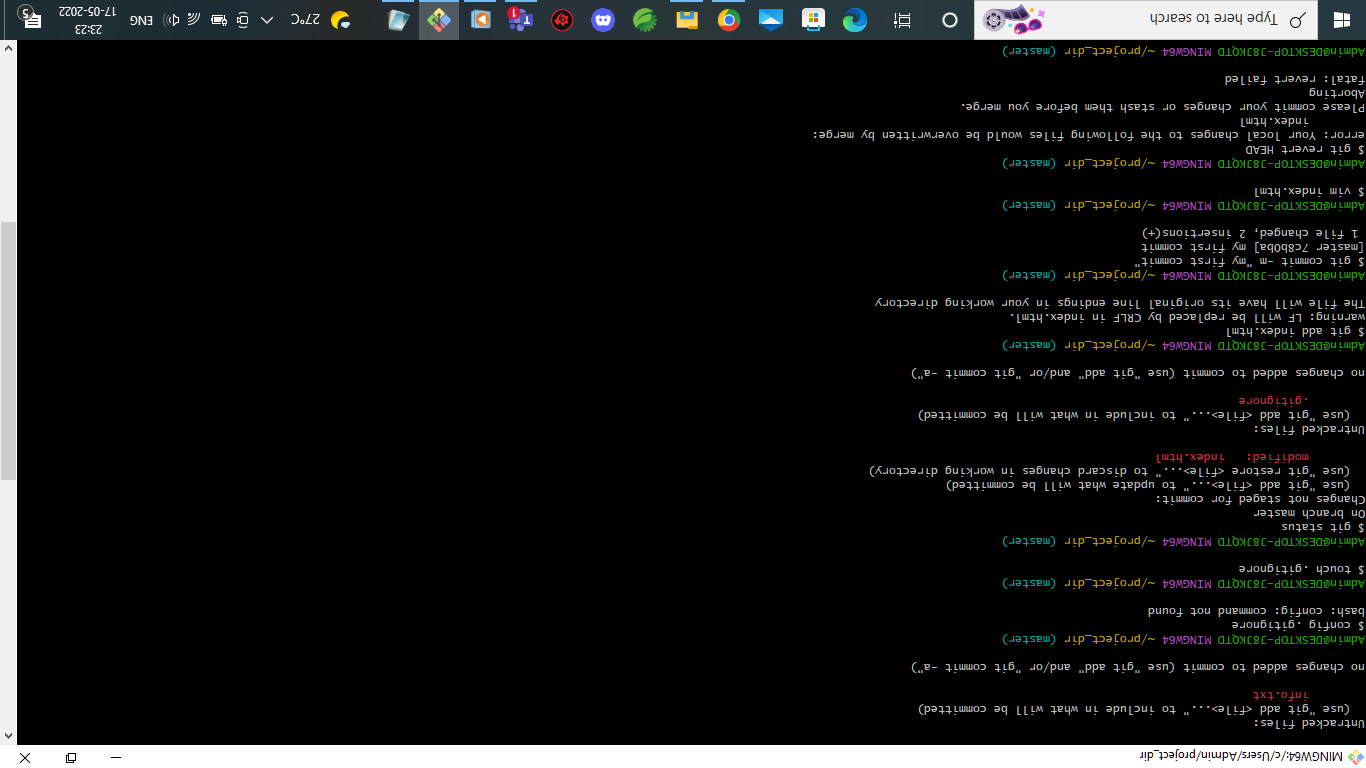 MINGW64:/c/Users/Admin/project_dir
Untracked files:
  (use "git add <file>..." to include in what will be committed)
        info.txt
no changes added to commit (use "git add" and/or "git commit -a")
Admin@DESKTOP-J8JKQTD MINGW64 ~/project_dir (master)
$ config .gitignore
bash: config: command not found
Admin@DESKTOP-J8JKQTD MINGW64 ~/project_dir (master)
$ touch .gitignore
Admin@DESKTOP-J8JKQTD MINGW64 ~/project_dir (master)
$ git status
On branch master
Changes not staged for commit:
  (use "git add <file>..." to update what will be committed)
  (use "git restore <file>..." to discard changes in working directory)
        modified:   index.html
Untracked files:
  (use "git add <file>..." to include in what will be committed)
        .gitignore
no changes added to commit (use "git add" and/or "git commit -a")
Admin@DESKTOP-J8JKQTD MINGW64 ~/project_dir (master)
$ git add index.html
warning: LF will be replaced by CRLF in index.html.
The file will have its original line endings in your working directory
Admin@DESKTOP-J8JKQTD MINGW64 ~/project_dir (master)
$ git commit -m "my first commit"
[master 7c8b0ba] my first commit
 1 file changed, 2 insertions(+)
Admin@DESKTOP-J8JKQTD MINGW64 ~/project_dir (master)
$ vim index.html
Admin@DESKTOP-J8JKQTD MINGW64 ~/project_dir (master)
$ git revert HEAD
error: Your local changes to the following files would be overwritten by merge:
        index.html
Please commit your changes or stash them before you merge.
Aborting
fatal: revert failed
Admin@DESKTOP-J8JKQTD MINGW64 ~/project_dir (master)
Type here to search
1
27°C
ENG
23:23
17-05-2022
5